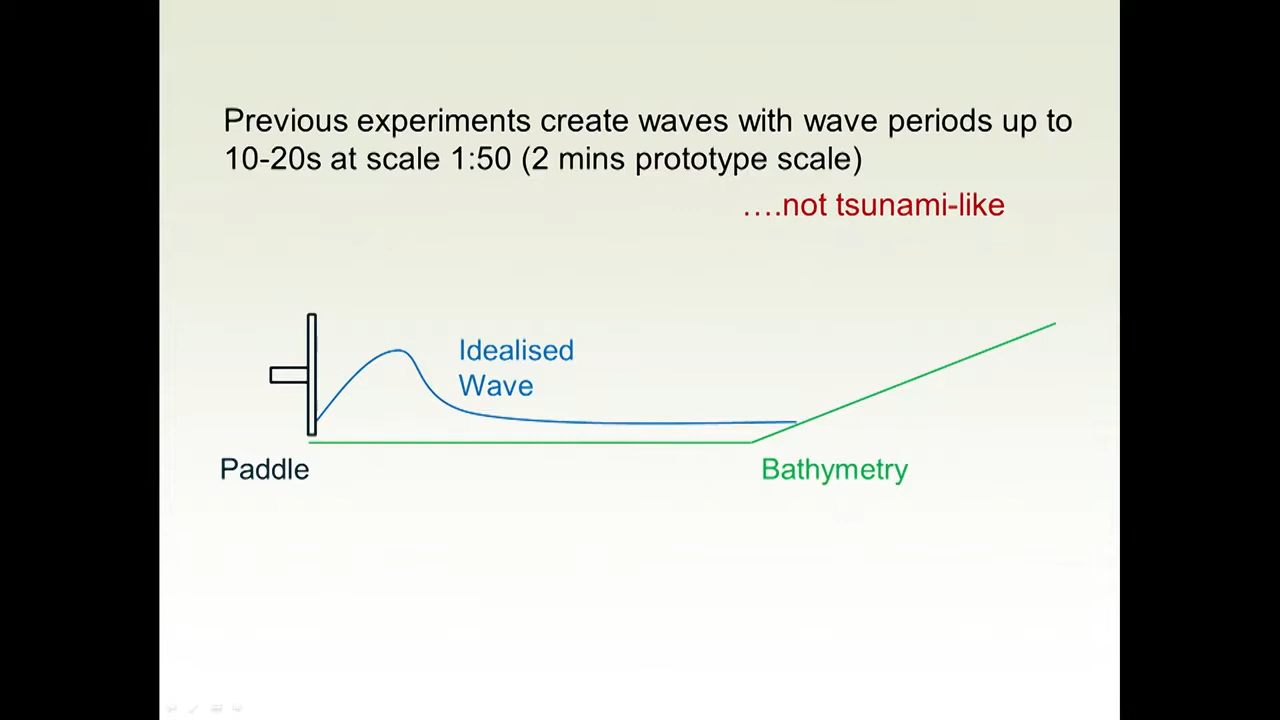 Previous experiments create waves with wave periods up to
10-20s at scale 1:50 (2 mins prototype scale)
….not tsunami-like
Idealised
Wave
Paddle
Bathymetry